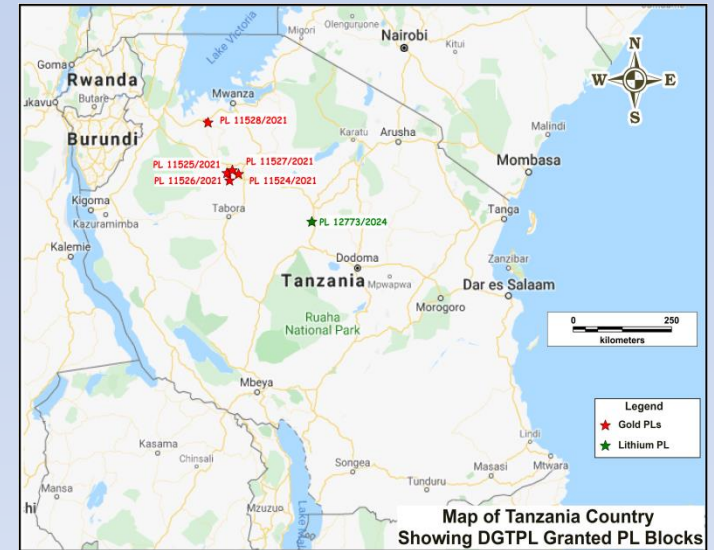 Olenguruone
Migori
Nairobi
Kitui
Lake Victoria
Goma
Rwanda
Butare
Burundi
Mwanza
PL 11528/2021
Karatu
Arusha
Malindi
N
W
E
S
PL 11525/2021
PL 11527/2021
PL 11526/2021
PL 11524/2021
Mombasa
Kigoma
Kazuramimba
Tabora
Tanga
PL 12773/2024
Kalemie
Dodoma
Zanzibar
Tanzania
Mpwapwa
Dar es Salaam
Morogoro
Ruaha
National Park
0 250
kilometers
Mbeya
Legend
Gold PLs
Lithium PL
Kasama
Chinsali
Lindi
Mtwara
Masasi
Songea
Tunduru
Mansa
Mzuzu
Map of Tanzania Country
Showing DGTPL Granted PL Blocks